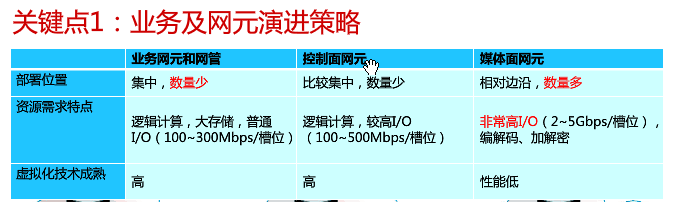 关键点1：业务及网元演进策略
业务网元和网管 控制面网元 媒体面网元
部署位置 集中，数量少 比较集中，数量少 相对边沿，数量多
资源需求特点
逻辑计算，大存储，普通 逻辑计算，较高I/O 非常高I/O（2~5Gbps/槽位），
I/O（100~300Mbps/槽位） （100~500Mbps/槽位） 编解码、加解密
虚拟化技术成熟 高 高 性能低